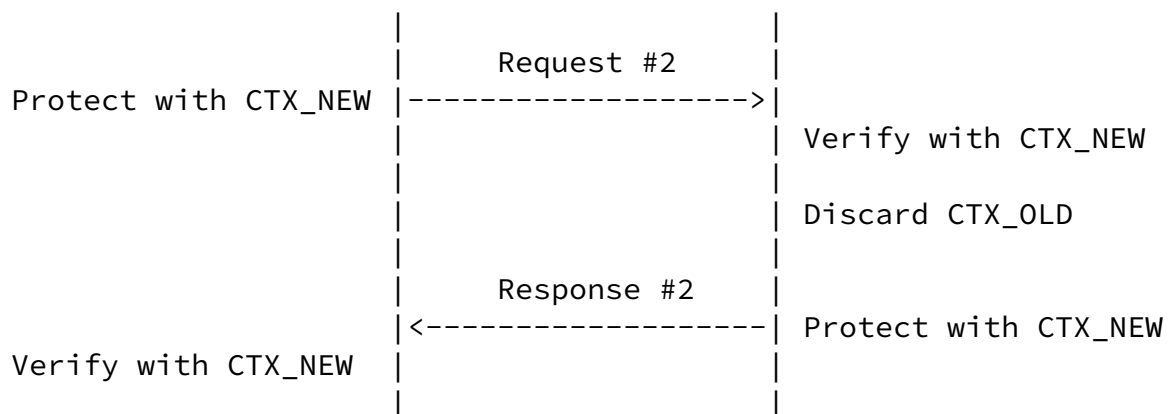 Request #2
Protect with CTX_NEW
Verify with CTX_NEW
Discard CTX_OLD
Response #2
Protect with CTX_NEW
Verify with CTX_NEW